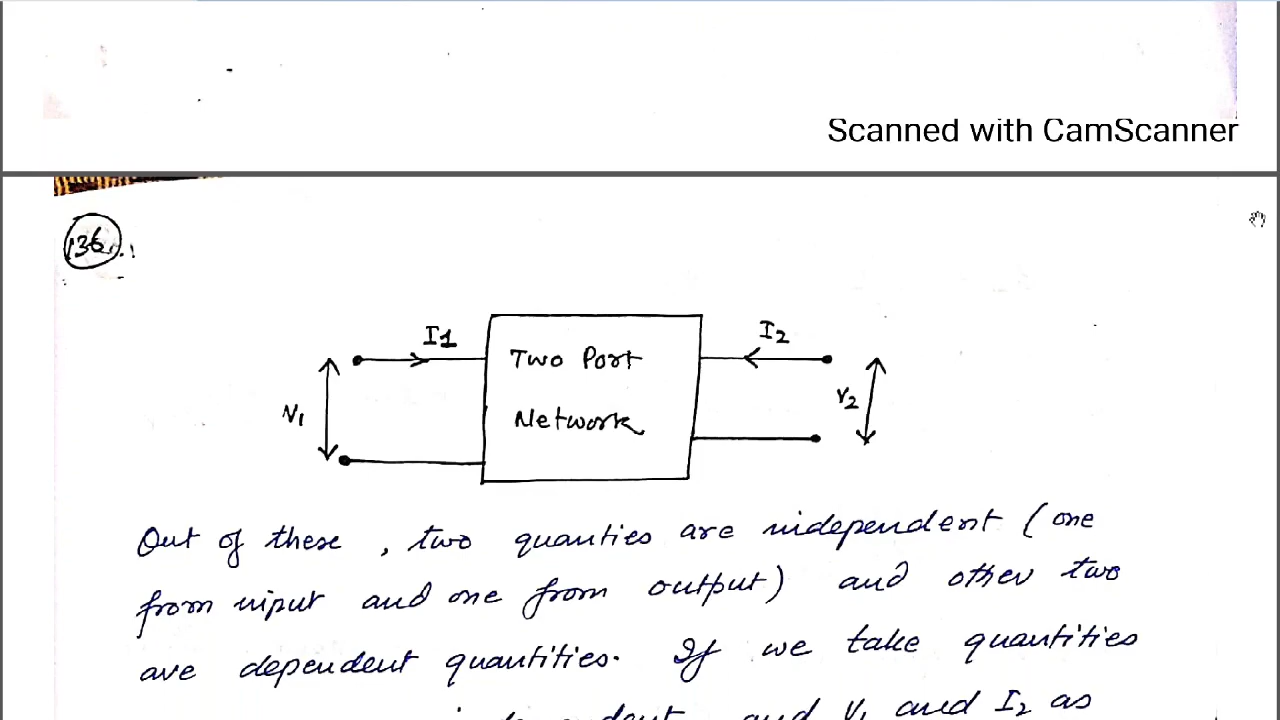 Scanned with CamScanner
136
I1
I2
Two Port
Network
V1
V2
Out of these , two quanties are independent ( one
from input and one from output) and other two
are dependent quantities. If we take quantities
and V1 and I2 as